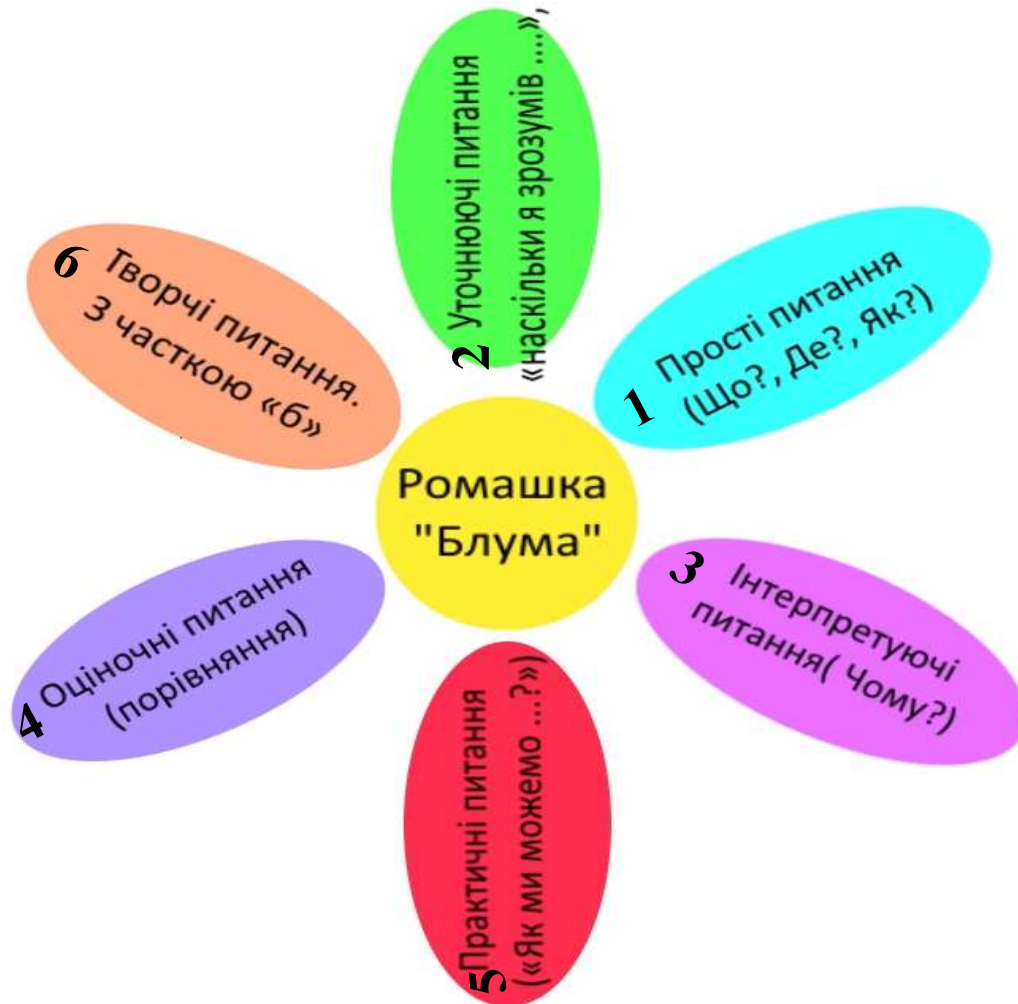 Ромашка
"Блума"
1 Прості питання
(Що?, Де?, Як?)
2 Уточнюючі питання
«наскільки я зрозумів ....»,
3 Інтерпретуючі
питання( Чому?)
4 Оціночні питання
(порівняння)
5 Практичні питання
(«Як ми можемо ...?»)
6 Творчі питання.
З часткою «б»